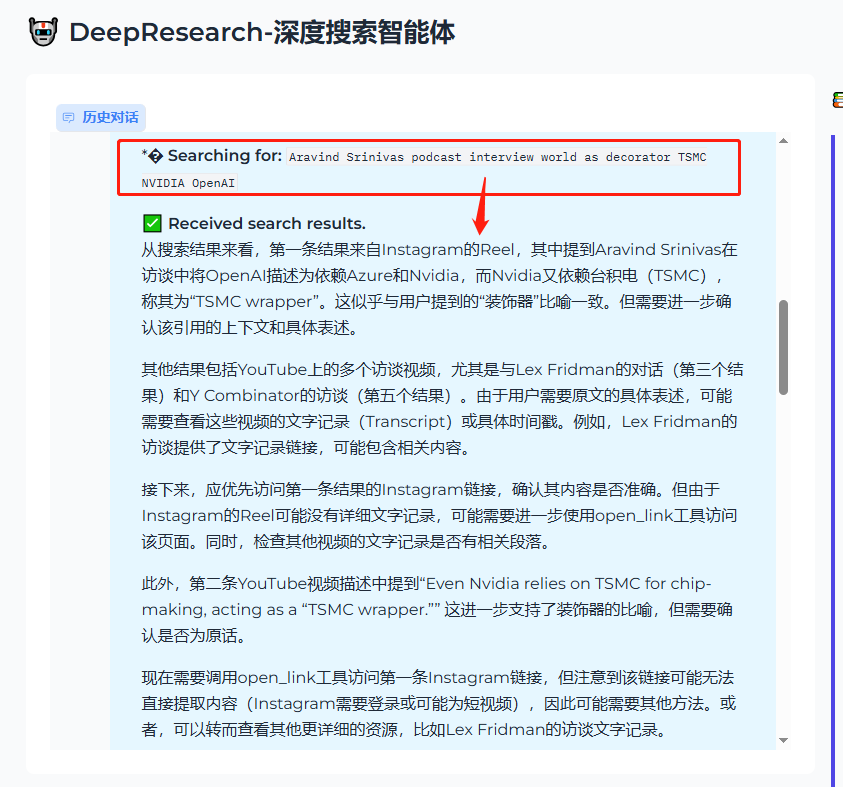 DeepResearch-深度搜索智能体
历史对话
*� Searching for: Aravind Srinivas podcast interview world as decorator TSMC
NVIDIA OpenAI
✅ Received search results.
从搜索结果来看，第一条结果来自Instagram的Reel，其中提到Aravind Srinivas在
访谈中将OpenAI描述为依赖Azure和Nvidia，而Nvidia又依赖台积电（TSMC），
称其为“TSMC wrapper”。这似乎与用户提到的“装饰器”比喻一致。但需要进一步确
认该引用的上下文和具体表述。
其他结果包括YouTube上的多个访谈视频，尤其是与Lex Fridman的对话（第三个结
果）和Y Combinator的访谈（第五个结果）。由于用户需要原文的具体表述，可能
需要查看这些视频的文字记录（Transcript）或具体时间戳。例如，Lex Fridman的
访谈提供了文字记录链接，可能包含相关内容。
接下来，应优先访问第一条结果的Instagram链接，确认其内容是否准确。但由于
Instagram的Reel可能没有详细文字记录，可能需要进一步使用open_link工具访问
该页面。同时，检查其他视频的文字记录是否有相关段落。
此外，第二条YouTube视频描述中提到“Even Nvidia relies on TSMC for chip-
making, acting as a “TSMC wrapper.”” 这进一步支持了装饰器的比喻，但需要确
认是否为原话。
现在需要调用open_link工具访问第一条Instagram链接，但注意到该链接可能无法
直接提取内容（Instagram需要登录或可能为短视频），因此可能需要其他方法。或
者，可以转而查看其他更详细的资源，比如Lex Fridman的访谈文字记录。